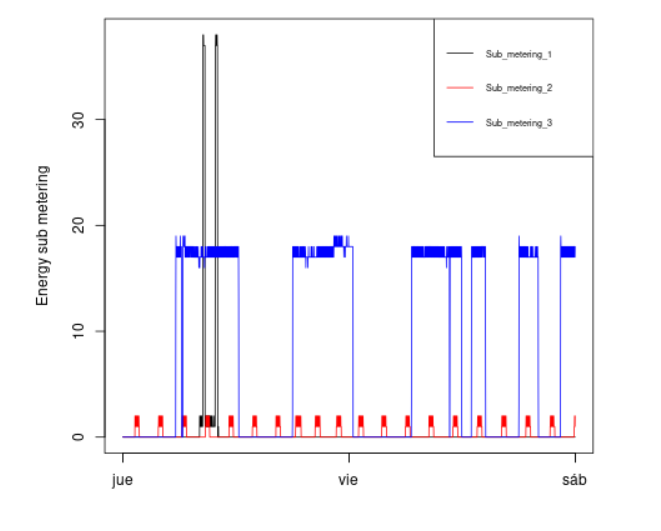 Sub_metering_1
Sub_metering_2
Sub_metering_3
Energy sub metering
30
20
10
0
jue vie sáb